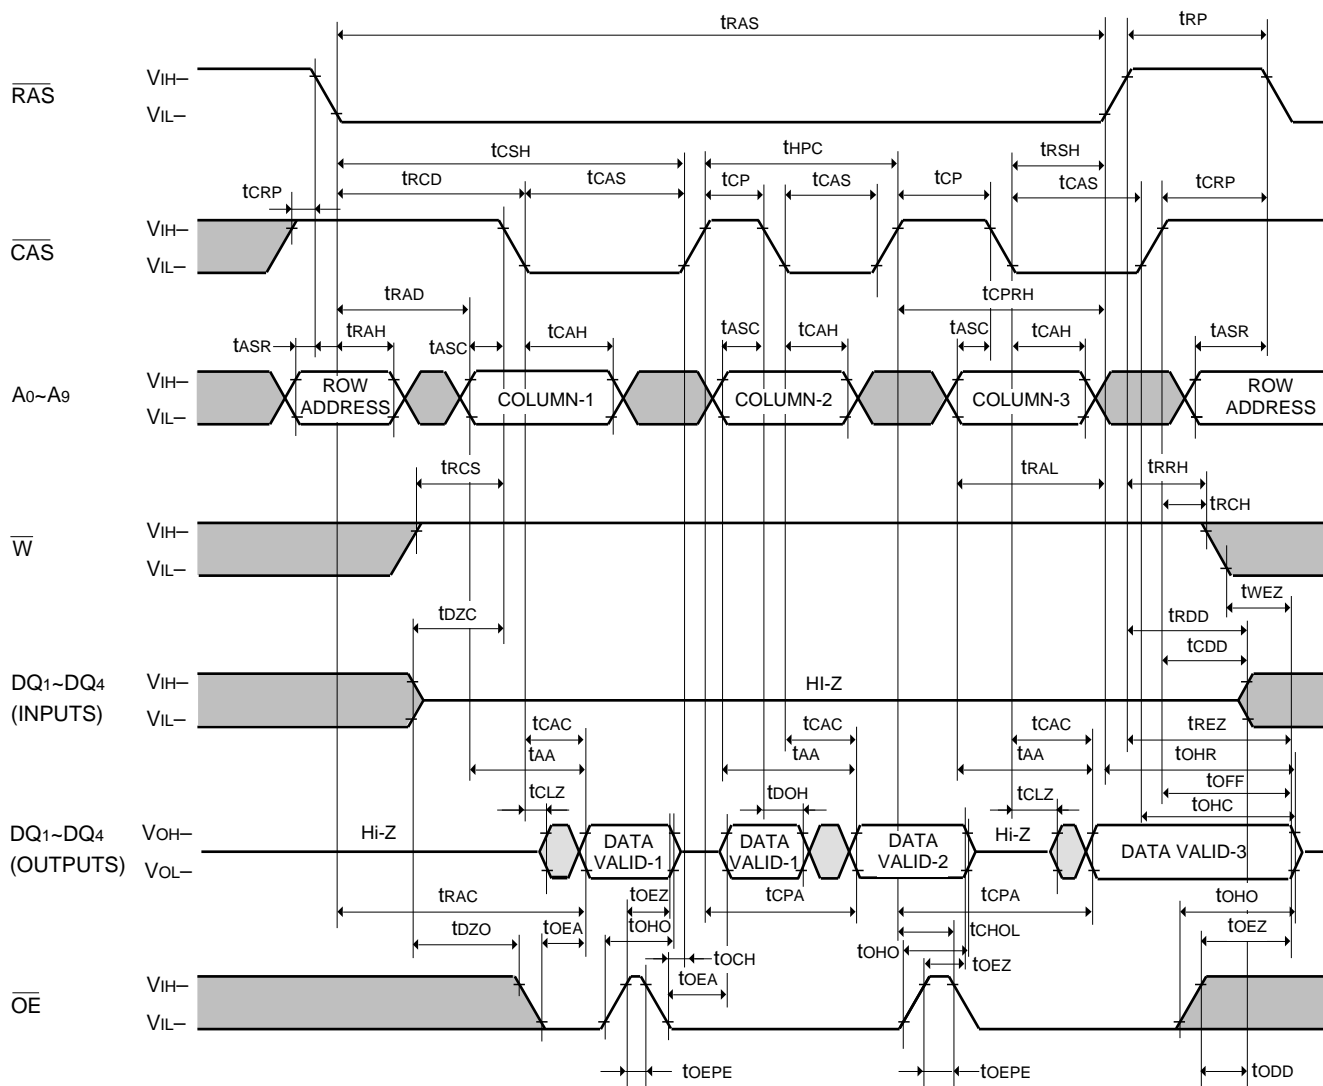 tRAS
tRP
RAS
VIH–
VIL–
tCSH
tHPC
tRSH
tCRP
tRCD
tCAS
tCP
tCAS
tCP
tCAS
tCRP
CAS
VIH–
VIL–
tRAD
tCPRH
tASR
tRAH
tASC
tCAH
tASC
tCAH
tASC
tCAH
tASR
A0~A9
VIH–
VIL–
ROW
ADDRESS
COLUMN-1
COLUMN-2
COLUMN-3
ROW
ADDRESS
tRCS
tRAL
tRRH
tRCH
W
VIH–
VIL–
tWEZ
tDZC
tRDD
tCDD
DQ1~DQ4
(INPUTS)
VIH–
VIL–
HI-Z
tCAC
tCAC
tCAC
tREZ
tAA
tAA
tAA
tOHR
tCLZ
tDOH
tCLZ
tOFF
tOHC
DQ1~DQ4
(OUTPUTS)
VOH–
VOL–
Hi-Z
DATA
VALID-1
DATA
VALID-1
DATA
VALID-2
Hi-Z
DATA VALID-3
tRAC
tOEZ
tCPA
tCPA
tOHO
tDZO
tOEA
tOHO
tCHOL
tOEZ
tOCH
tOHO
tOEZ
tOEA
OE
VIH–
VIL–
tOEPE
tOEPE
tODD